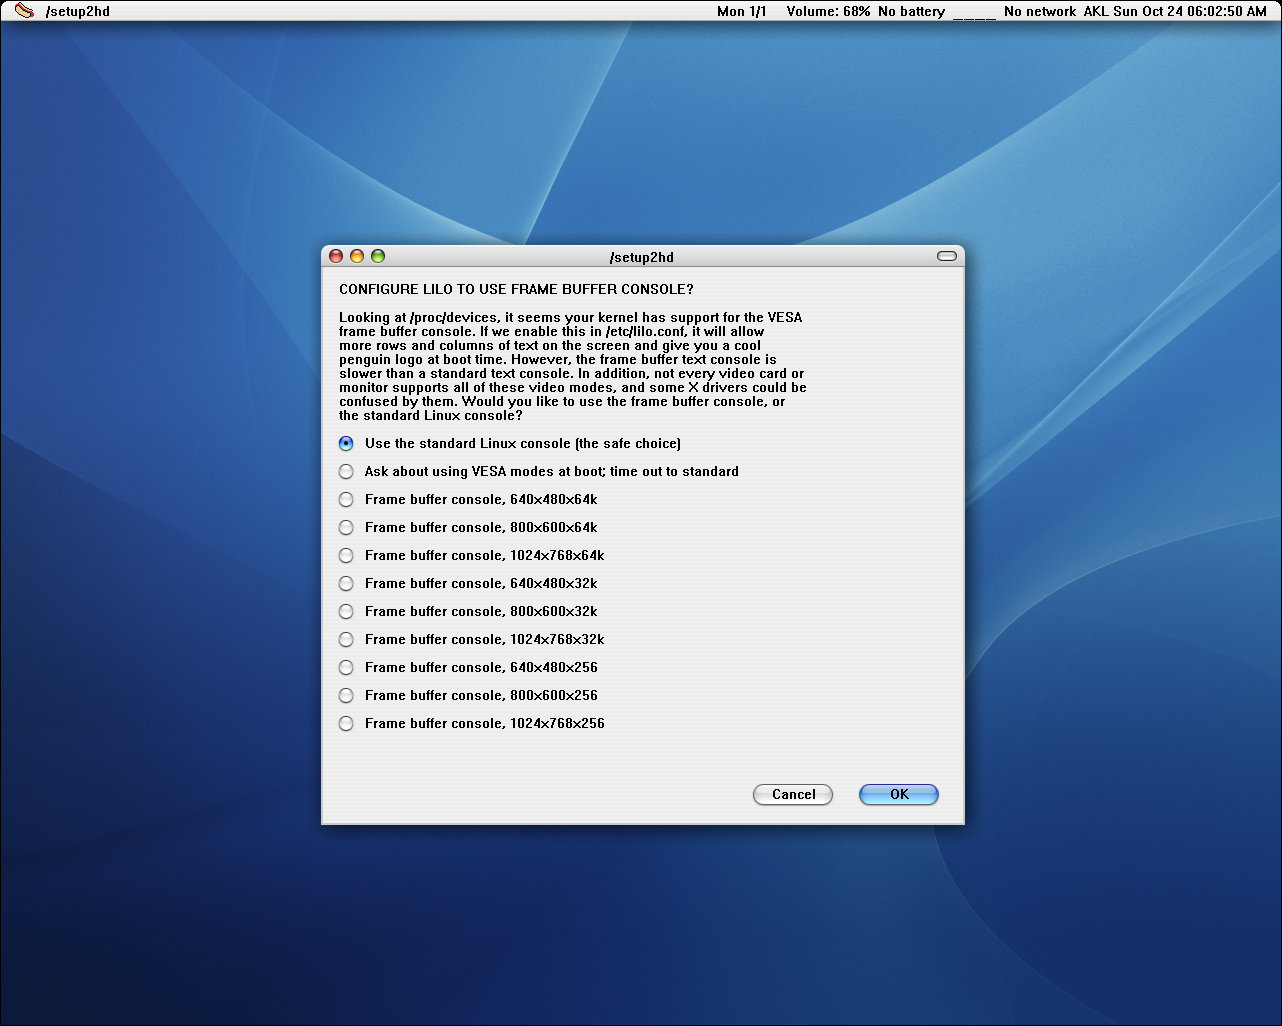 /setup2hd
Mon 1/1 Volume: 68% No battery ____ No network AKL Sun Oct 24 06:02:50 AM
/setup2hd
CONFIGURE LILO TO USE FRAME BUFFER CONSOLE?
Looking at /proc/devices, it seems your kernel has support for the VESA
frame buffer console. If we enable this in /etc/lilo.conf, it will allow
more rows and columns of text on the screen and give you a cool
penguin logo at boot time. However, the frame buffer text console is
slower than a standard text console. In addition, not every video card or
monitor supports all of these video modes, and some X drivers could be
confused by them. Would you like to use the frame buffer console, or
the standard Linux console?
Use the standard Linux console (the safe choice)
Ask about using VESA modes at boot; time out to standard
Frame buffer console, 640x480x64k
Frame buffer console, 800x600x64k
Frame buffer console, 1024x768x64k
Frame buffer console, 640x480x32k
Frame buffer console, 800x600x32k
Frame buffer console, 1024x768x32k
Frame buffer console, 640x480x256
Frame buffer console, 800x600x256
Frame buffer console, 1024x768x256
Cancel
OK